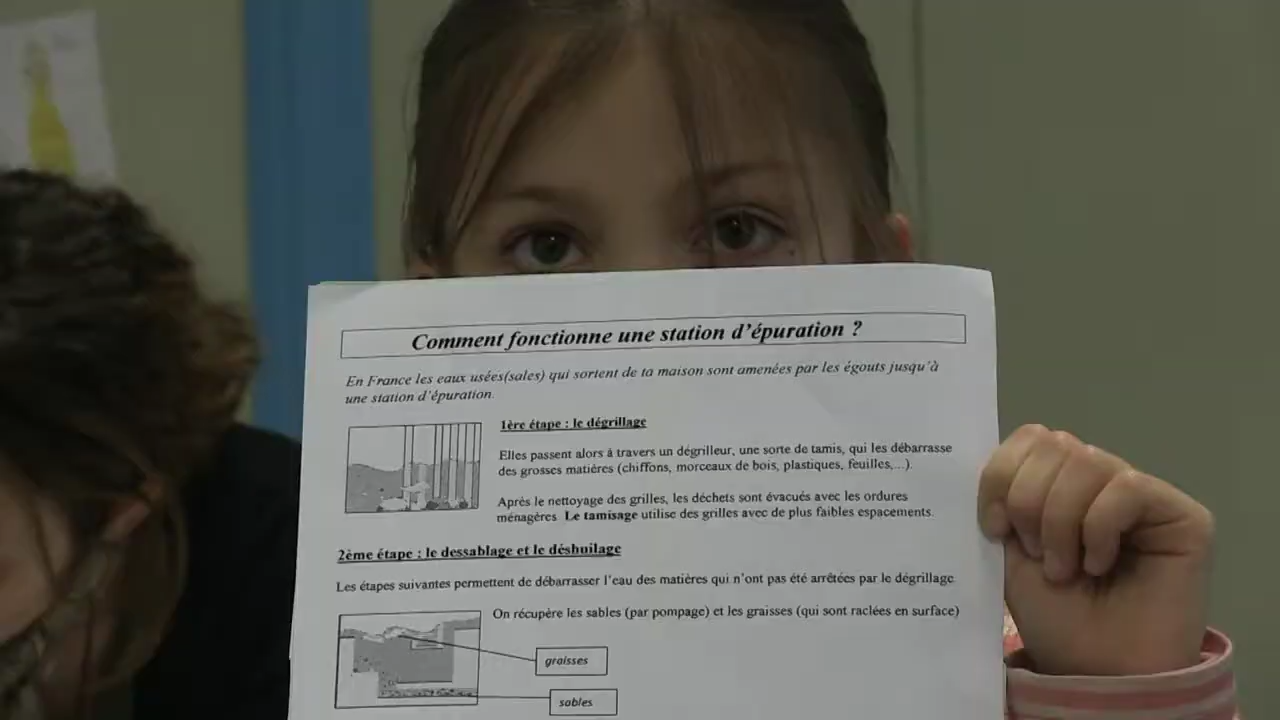 Comment fonctionne une station d'épuration ?
En France les eaux usées(sales) qui sortent de ta maison sont amenées par les égouts jusqu'à
une station d'épuration.
1ère étape : le dégrillage
Elles passent alors à travers un dégrilleur, une sorte de tamis, qui les débarrasse
des grosses matières (chiffons, morceaux de bois, plastiques, feuilles,...).
Après le nettoyage des grilles, les déchets sont évacués avec les ordures
ménagères. Le tamisage utilise des grilles avec de plus faibles espacements.
2ème étape : le dessablage et le déshuilage
Les étapes suivantes permettent de débarrasser l'eau des matières qui n'ont pas été arrêtées par le dégrillage.
On récupère les sables (par pompage) et les graisses (qui sont raclées en surface)
graisses
sables